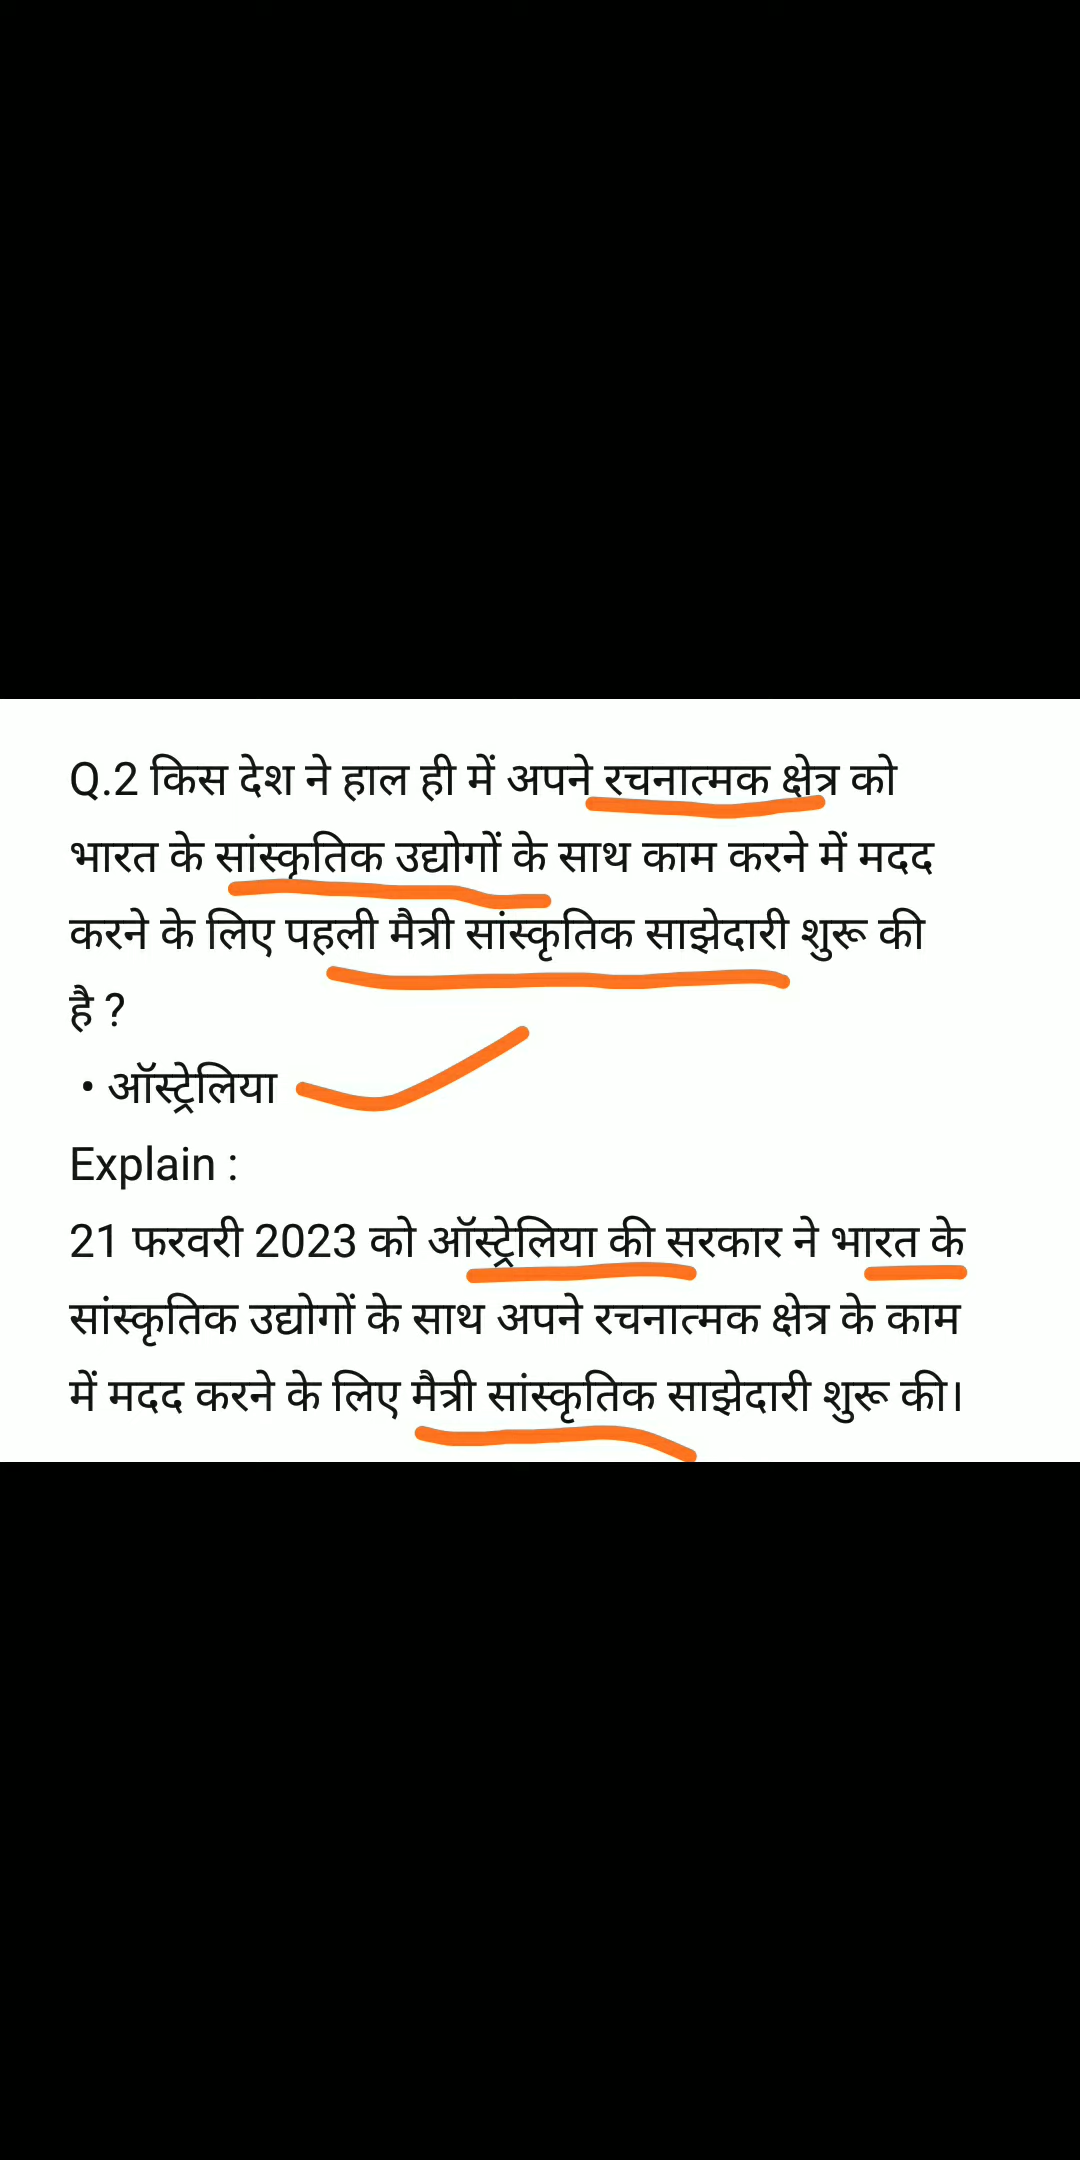 Q.2 किस देश ने हाल ही में अपने रचनात्मक क्षेत्र को
भारत के सांस्कृतिक उद्योगों के साथ काम करने में मदद
करने के लिए पहली मैत्री सांस्कृतिक साझेदारी शुरू की
है ?
• ऑस्ट्रेलिया
Explain :
21 फरवरी 2023 को ऑस्ट्रेलिया की सरकार ने भारत के
सांस्कृतिक उद्योगों के साथ अपने रचनात्मक क्षेत्र के काम
में मदद करने के लिए मैत्री सांस्कृतिक साझेदारी शुरू की।